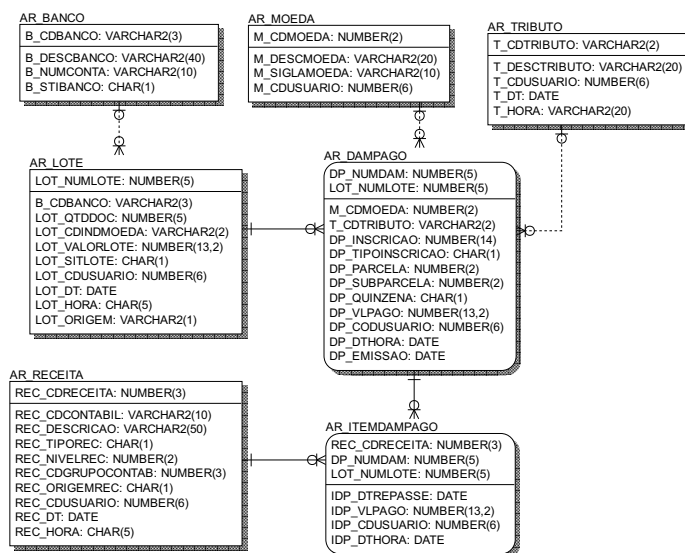 AR_BANCO
B_CDBANCO: VARCHAR2(3)
B_DESCBANCO: VARCHAR2(40)
B_NUMCONTA: VARCHAR2(10)
B_STIBANCO: CHAR(1)
AR_MOEDA
M_CDMOEDA: NUMBER(2)
M_DESCMOEDA: VARCHAR2(20)
M_SIGLAMOEDA: VARCHAR2(10)
M_CDUSUARIO: NUMBER(6)
AR_TRIBUTO
T_CDTRIBUTO: VARCHAR2(2)
T_DESCTRIBUTO: VARCHAR2(20)
T_CDUSUARIO: NUMBER(6)
T_DT: DATE
T_HORA: VARCHAR2(20)
AR_LOTE
LOT_NUMLOTE: NUMBER(5)
B_CDBANCO: VARCHAR2(3)
LOT_QTDDOC: NUMBER(5)
LOT_CDINDMOEDA: VARCHAR2(2)
LOT_VALORLOTE: NUMBER(13,2)
LOT_SITLOTE: CHAR(1)
LOT_CDUSUARIO: NUMBER(6)
LOT_DT: DATE
LOT_HORA: CHAR(5)
LOT_ORIGEM: VARCHAR2(1)
AR_DAMPAGO
DP_NUMDAM: NUMBER(5)
LOT_NUMLOTE: NUMBER(5)
M_CDMOEDA: NUMBER(2)
T_CDTRIBUTO: VARCHAR2(2)
DP_INSCRICAO: NUMBER(14)
DP_TIPOINSCRICAO: CHAR(1)
DP_PARCELA: NUMBER(2)
DP_SUBPARCELA: NUMBER(2)
DP_QUINZENA: CHAR(1)
DP_VLPAGO: NUMBER(13,2)
DP_CODUSUARIO: NUMBER(6)
DP_DTHORA: DATE
DP_EMISSAO: DATE
AR_RECEITA
REC_CDRECEITA: NUMBER(3)
REC_CDCONTABIL: VARCHAR2(10)
REC_DESCRICAO: VARCHAR2(50)
REC_TIPOREC: CHAR(1)
REC_NIVELREC: NUMBER(2)
REC_CDGRUPOCONTAB: NUMBER(3)
REC_ORIGEMREC: CHAR(1)
REC_CDUSUARIO: NUMBER(6)
REC_DT: DATE
REC_HORA: CHAR(5)
AR_ITEMDAMPAGO
REC_CDRECEITA: NUMBER(3)
DP_NUMDAM: NUMBER(5)
LOT_NUMLOTE: NUMBER(5)
IDP_DTREPASSE: DATE
IDP_VLPAGO: NUMBER(13,2)
IDP_CDUSUARIO: NUMBER(6)
IDP_DTHORA: DATE